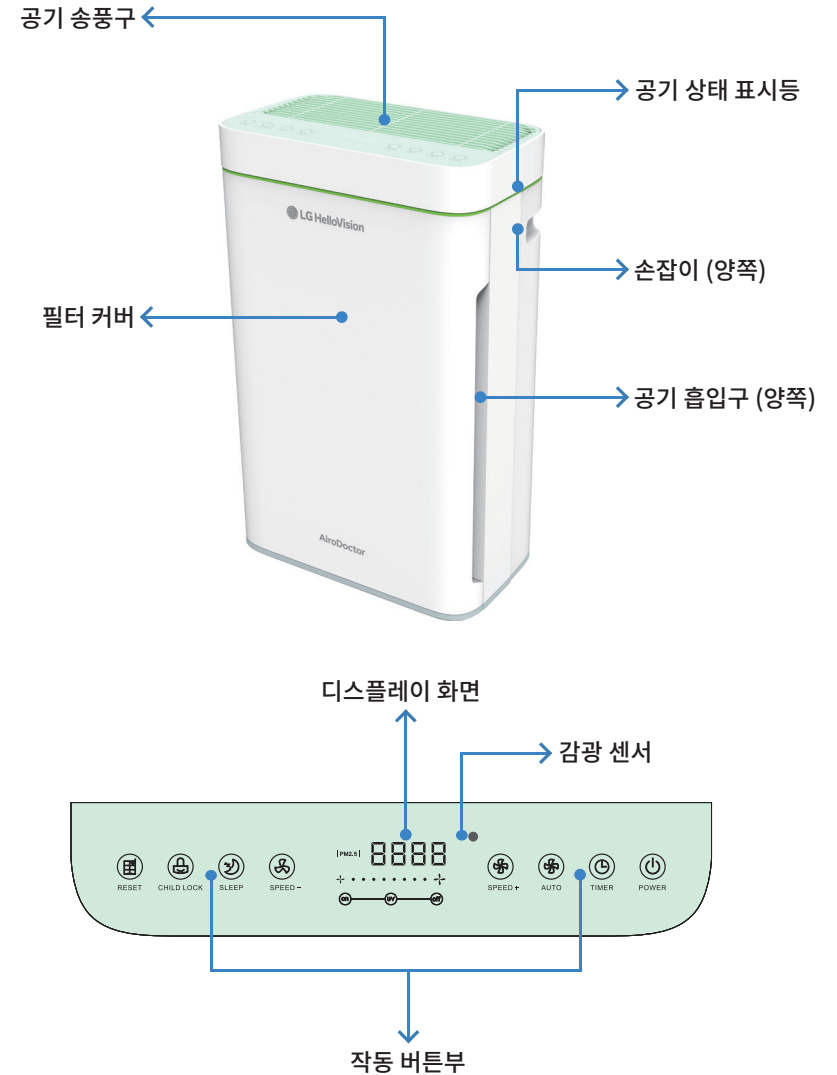 공기 송풍구
공기 상태 표시등
LG HelloVision
손잡이 (양쪽)
필터 커버
공기 흡입구 (양쪽)
AiroDoctor
디스플레이 화면
감광 센서
PM2.5 8888
RESET CHILD LOCK SLEEP SPEED − SPEED + AUTO TIMER POWER
on UV off
작동 버튼부